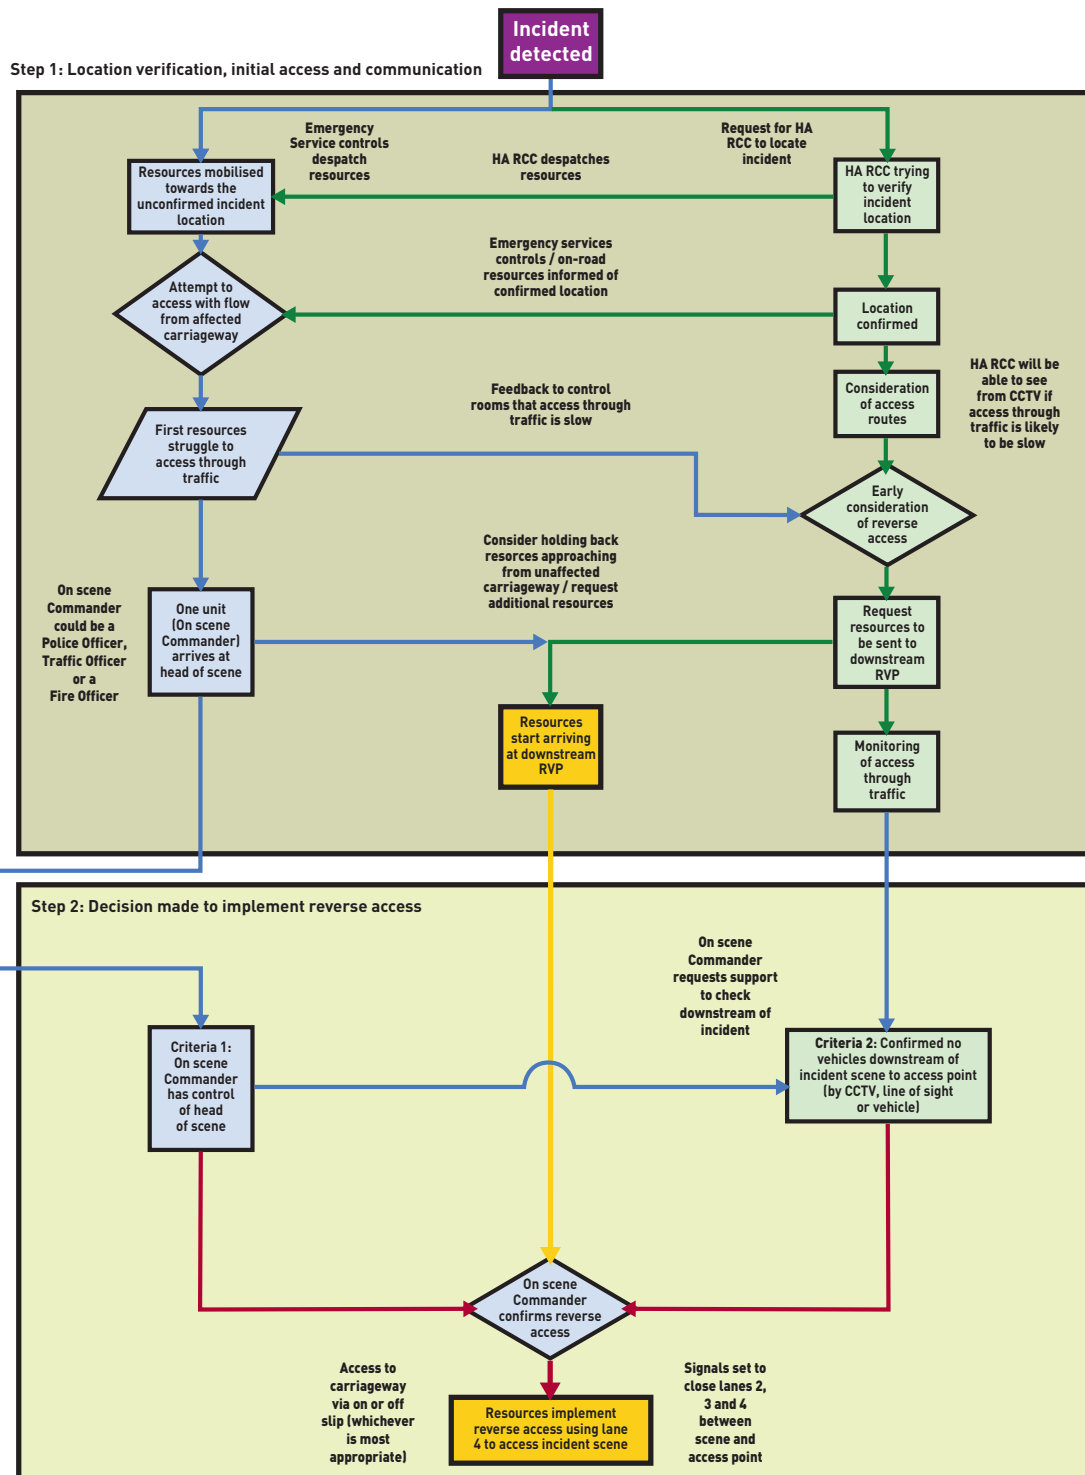 Incident
detected
Step 1: Location verification, initial access and communication
Emergency
Service controls
despatch
resources
HA RCC despatches
resources
Request for HA
RCC to locate
incident
Resources mobilised
towards the
unconfirmed incident
location
HA RCC trying
to verify
incident
location
Emergency services
controls / on-road
resources informed of
confirmed location
Attempt to
access with flow
from affected
carriageway
Location
confirmed
Feedback to control
rooms that access through
traffic is slow
Consideration
of access
routes
HA RCC will be
able to see
from CCTV if
access through
traffic is likely
to be slow
First resources
struggle to
access through
traffic
Early
consideration
of reverse
access
Consider holding back
resorces approaching
from unaffected
carriageway / request
additional resources
On scene
Commander
could be a
Police Officer,
Traffic Officer
or a
Fire Officer
One unit
(On scene
Commander)
arrives at
head of scene
Request
resources to
be sent to
downstream
RVP
Resources
start arriving
at downstream
RVP
Monitoring
of access
through
traffic
Step 2: Decision made to implement reverse access
On scene
Commander
requests support
to check
downstream of
incident
Criteria 1:
On scene
Commander
has control
of head
of scene
Criteria 2: Confirmed no
vehicles downstream of
incident scene to access point
(by CCTV, line of sight
or vehicle)
On scene
Commander
confirms reverse
access
Access to
carriageway
via on or off
slip (whichever
is most
appropriate)
Signals set to
close lanes 2,
3 and 4
between
scene and
access point
Resources implement
reverse access using lane
4 to access incident scene